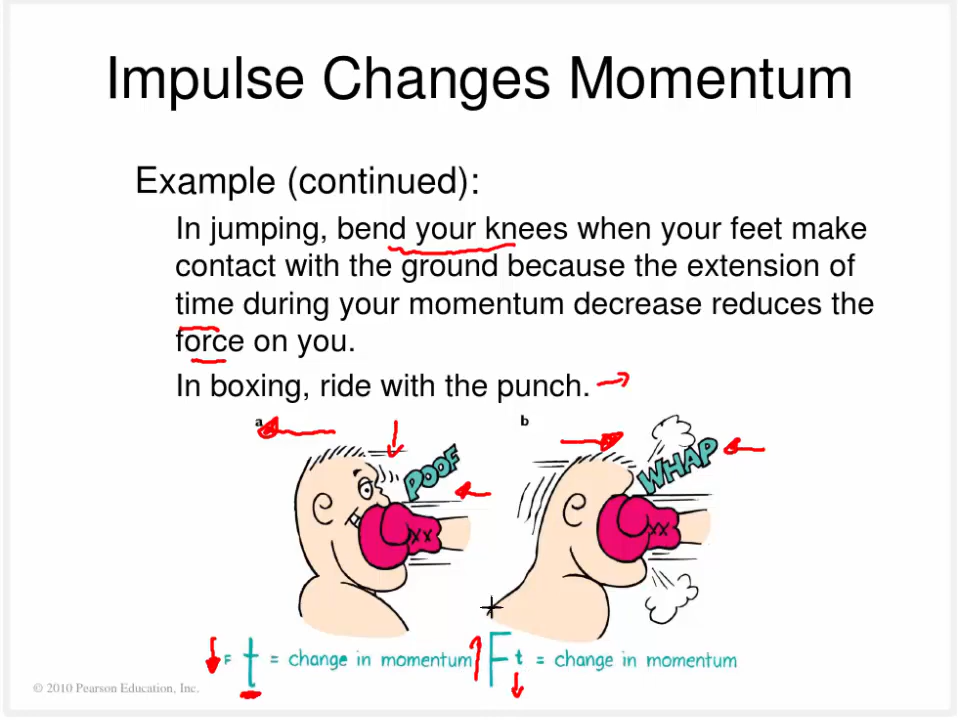 Impulse Changes Momentum
Example (continued):
In jumping, bend your knees when your feet make
contact with the ground because the extension of
time during your momentum decrease reduces the
force on you.
In boxing, ride with the punch.
a
b
POOF
WHAP
XX
XX
F t = change in momentum
F t = change in momentum
© 2010 Pearson Education, Inc.